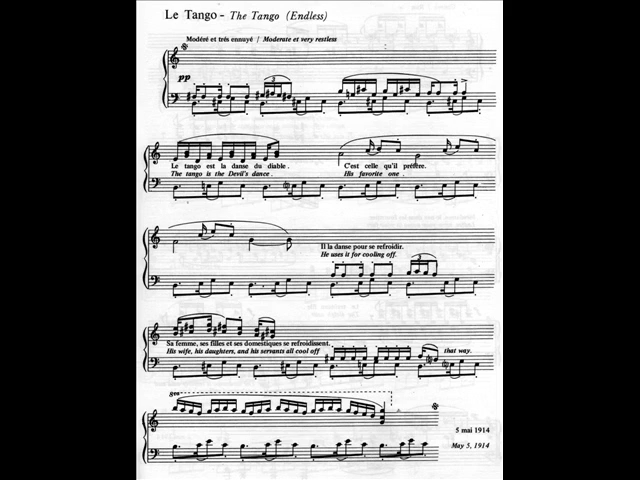 Le Tango - The Tango (Endless)
Modéré et très ennuyé / Moderate et very restless
pp
3
Le tango est la danse du diable. C'est celle qu'il préfère.
The tango is the Devil's dance. His favorite one.
Il la danse pour se refroidir.
He uses it for cooling off.
3
Sa femme, ses filles et ses domestiques se refroidissent.
His wife, his daughters, and his servants all cool off that way.
8va
5 mai 1914
May 5, 1914